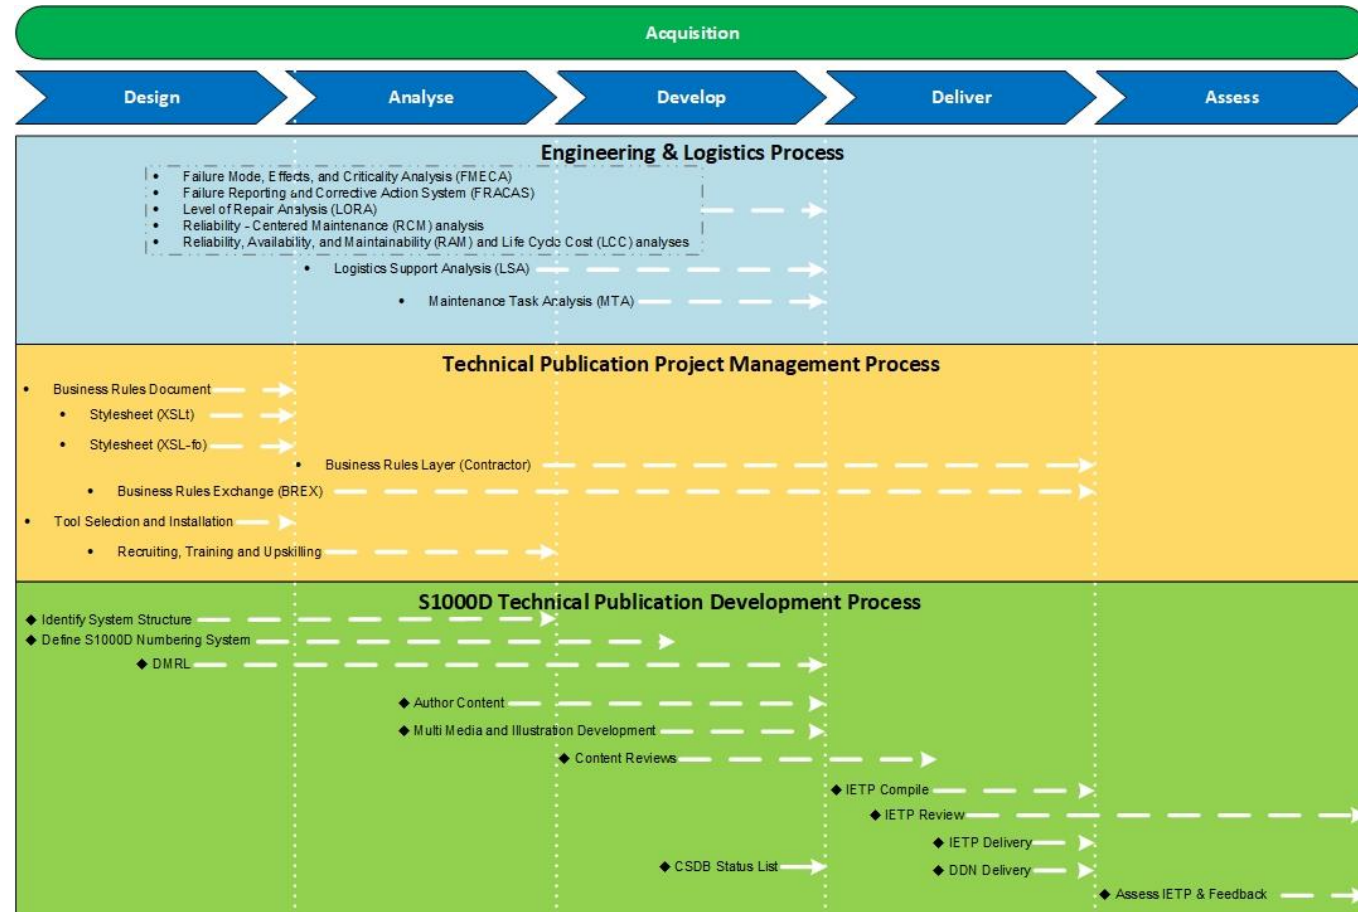 Acquisition
Design
Analyse
Develop
Deliver
Assess
Engineering & Logistics Process
• Failure Mode, Effects, and Criticality Analysis (FMECA)
• Failure Reporting and Corrective Action System (FRACAS)
• Level of Repair Analysis (LORA)
• Reliability - Centered Maintenance (RCM) analysis
• Reliability, Availability, and Maintainability (RAM) and Life Cycle Cost (LCC) analyses
• Logistics Support Analysis (LSA)
• Maintenance Task Analysis (MTA)
Technical Publication Project Management Process
• Business Rules Document
• Stylesheet (XSLt)
• Stylesheet (XSL-fo)
• Business Rules Layer (Contractor)
• Business Rules Exchange (BREX)
• Tool Selection and Installation
• Recruiting, Training and Upskilling
S1000D Technical Publication Development Process
◆ Identify System Structure
◆ Define S1000D Numbering System
◆ DMRL
◆ Author Content
◆ Multi Media and Illustration Development
◆ Content Reviews
◆ IETP Compile
◆ IETP Review
◆ IETP Delivery
◆ CSDB Status List
◆ DDN Delivery
◆ Assess IETP & Feedback